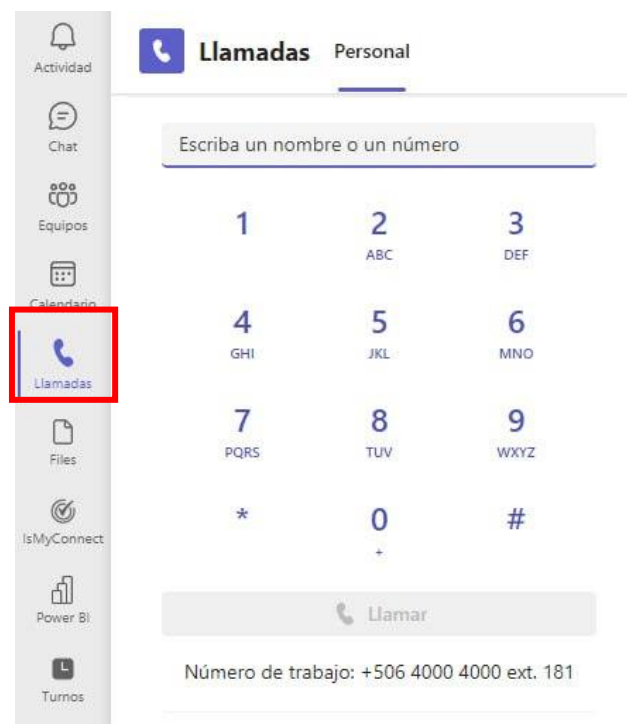 Actividad
Chat
Equipos
Calendario
Llamadas
Files
IsMyConnect
Power BI
Turnos
Llamadas Personal
Escriba un nombre o un número
1 2 3
ABC DEF
4 5 6
GHI JKL MNO
7 8 9
PQRS TUV WXYZ
* 0 #
+
Llamar
Número de trabajo: +506 4000 4000 ext. 181